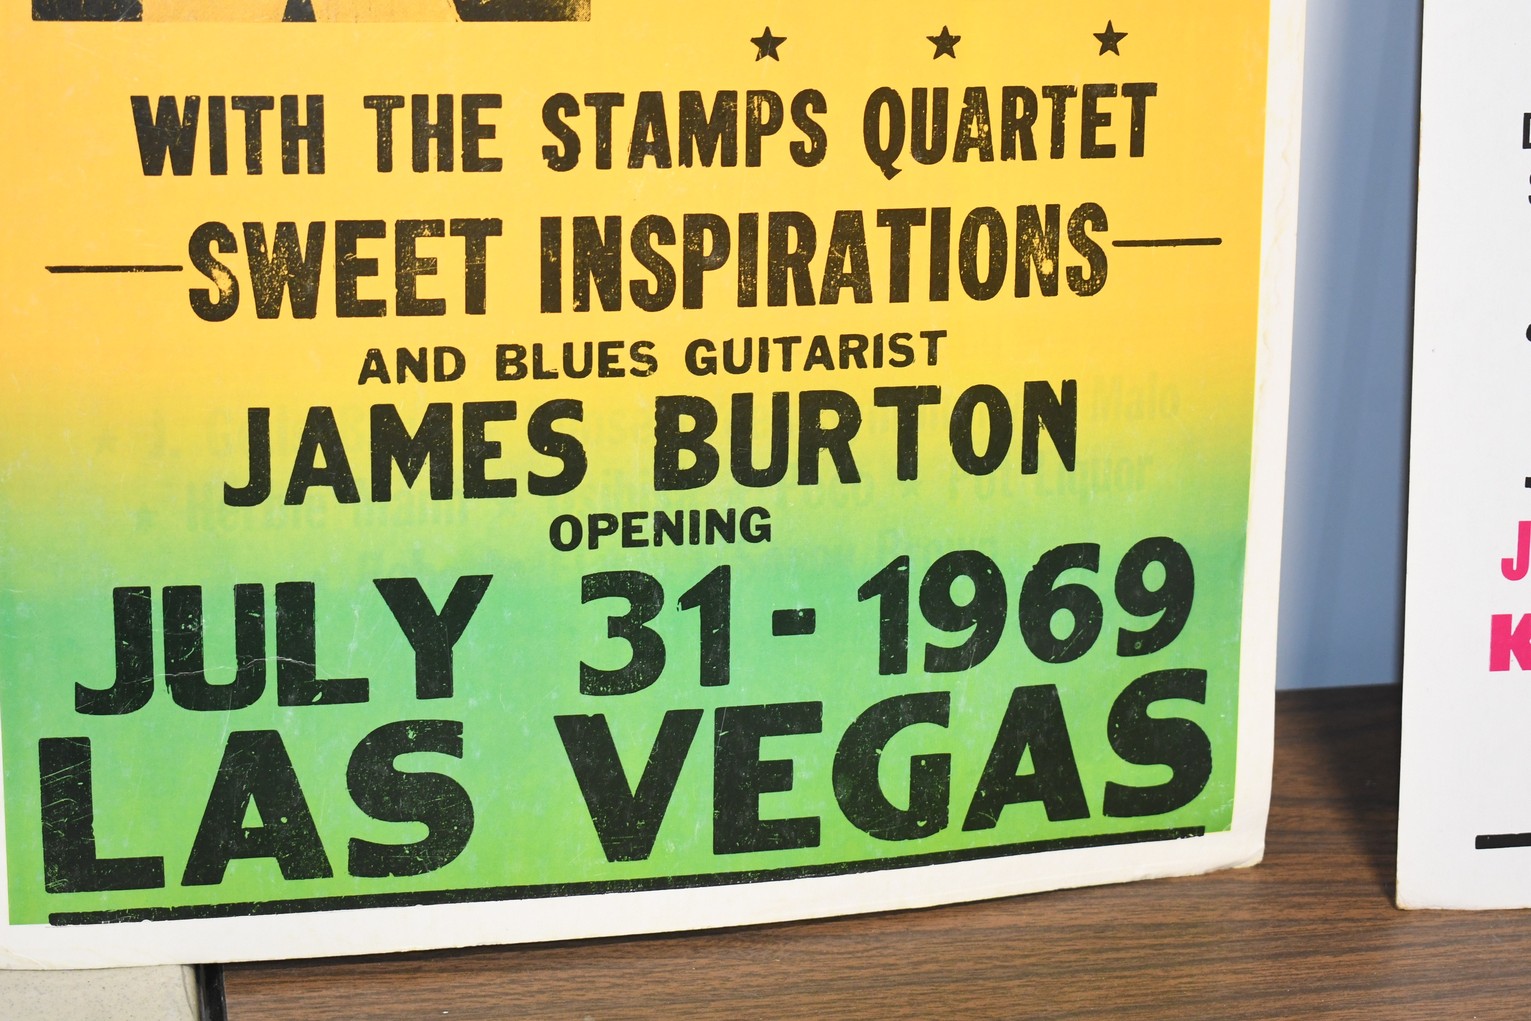 WITH THE STAMPS QUARTET
SWEET INSPIRATIONS
AND BLUES GUITARIST
JAMES BURTON
OPENING
JULY 31 - 1969
LAS VEGAS